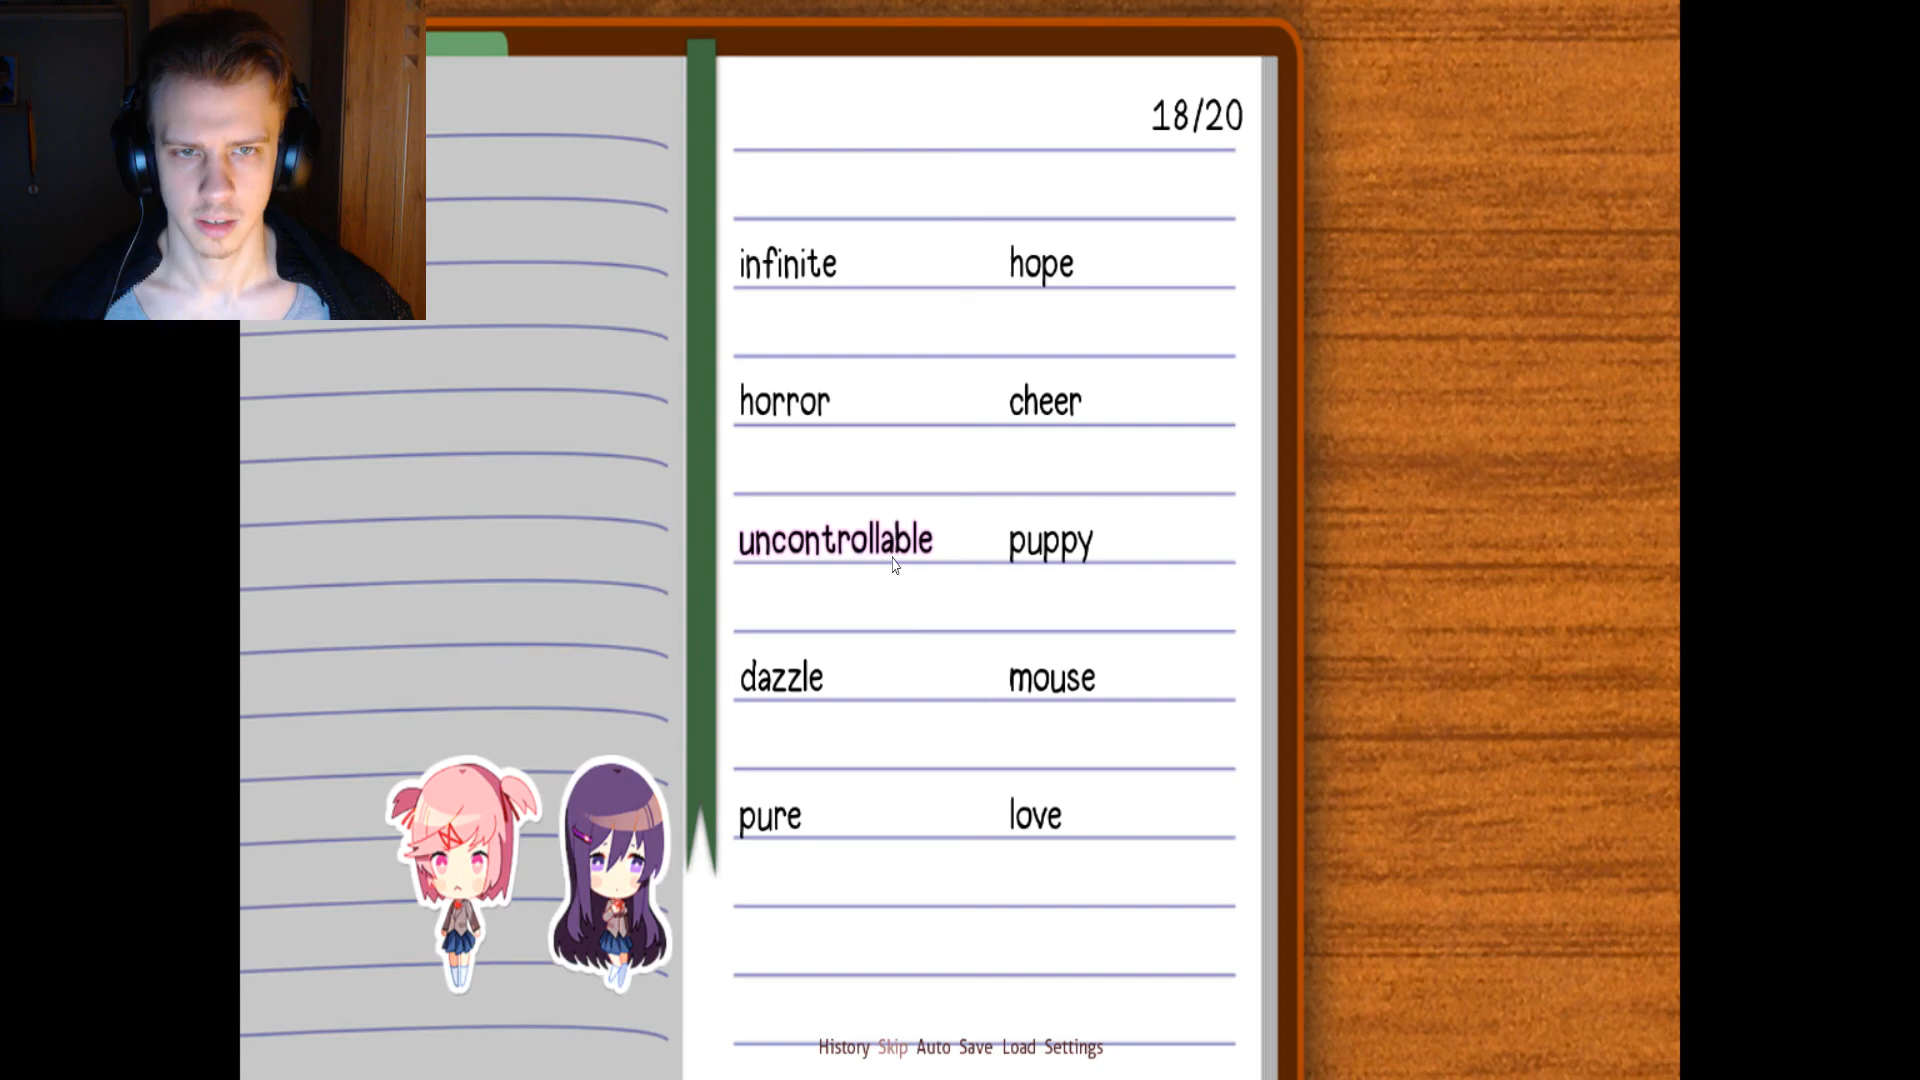 18/20
infinite hope
horror cheer
uncontrollable puppy
dazzle mouse
pure love
History Skip Auto Save Load Settings